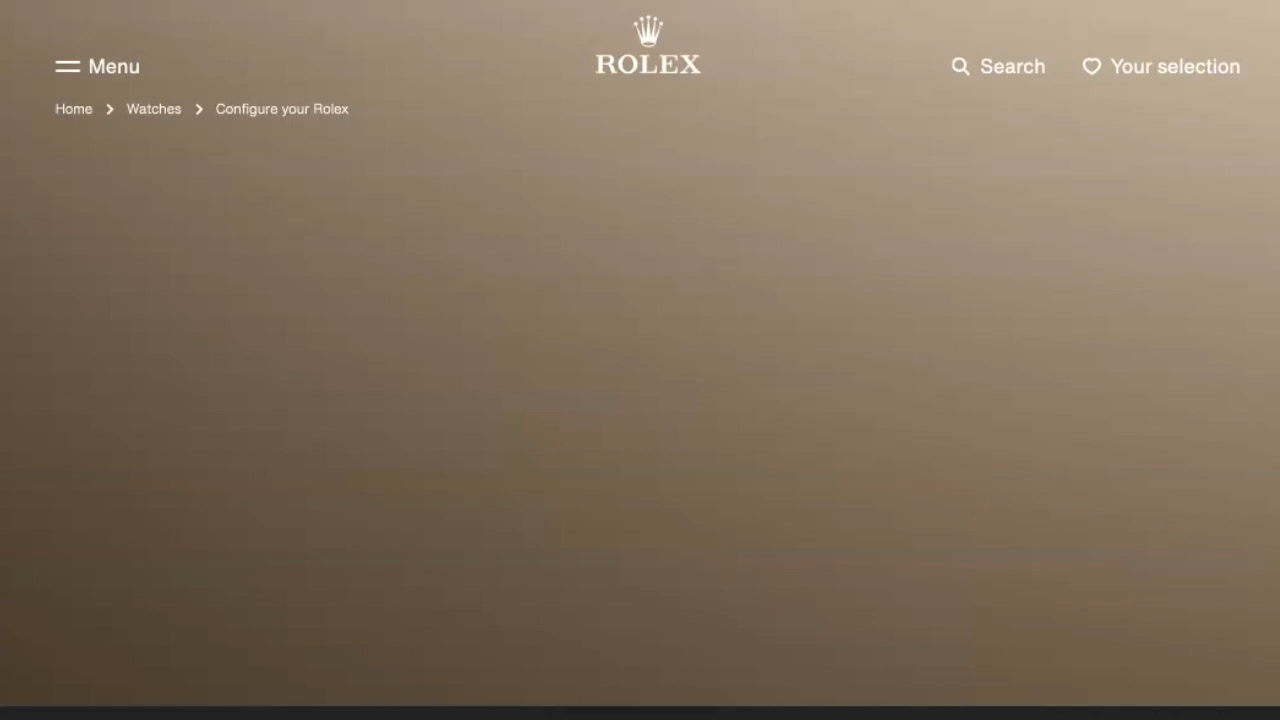 ROLEX
Menu
Search
Your selection
Home
Watches
Configure your Rolex